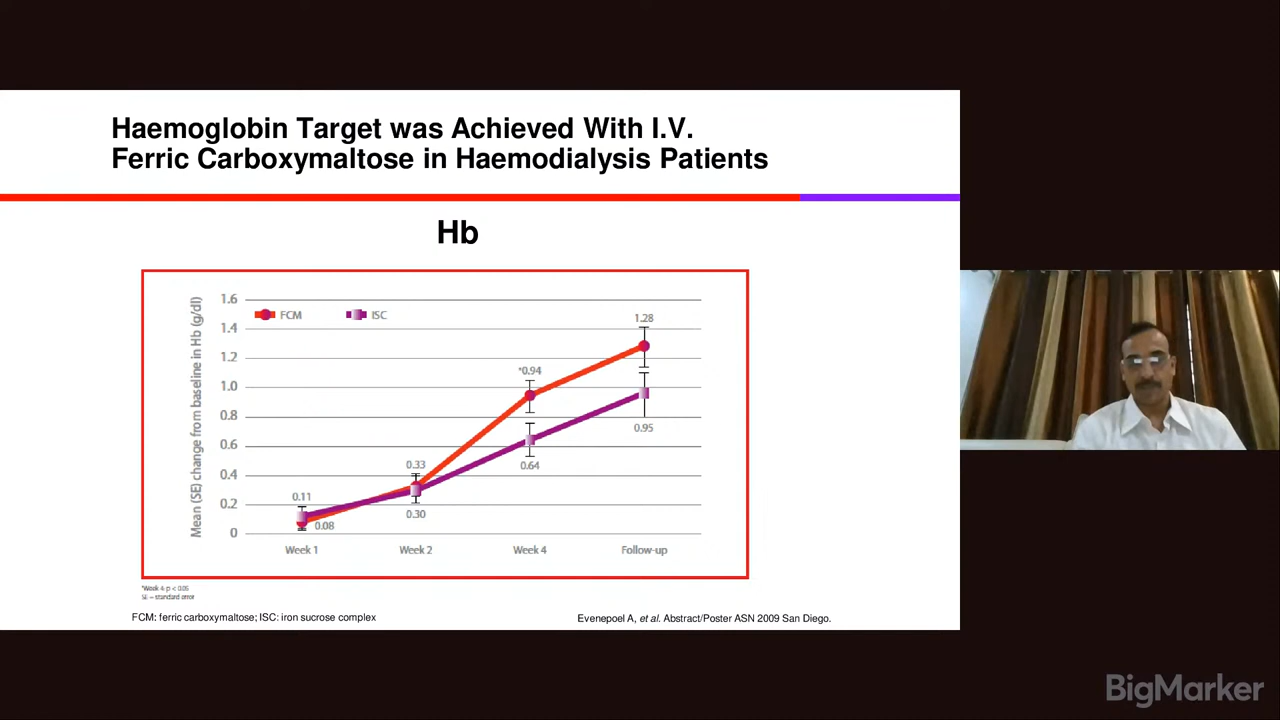 Haemoglobin Target was Achieved With I.V.
Ferric Carboxymaltose in Haemodialysis Patients
Hb
Mean (SE) change from baseline in Hb (g/dl)
1.6
1.4
1.2
1.0
0.8
0.6
0.4
0.2
0
FCM
ISC
0.11
0.08
0.33
0.30
*0.94
0.64
1.28
0.95
Week 1
Week 2
Week 4
Follow-up
*Week 4: p < 0.05
SE = standard error
FCM: ferric carboxymaltose; ISC: iron sucrose complex
Evenepoel A, et al. Abstract/Poster ASN 2009 San Diego.
BigMarker